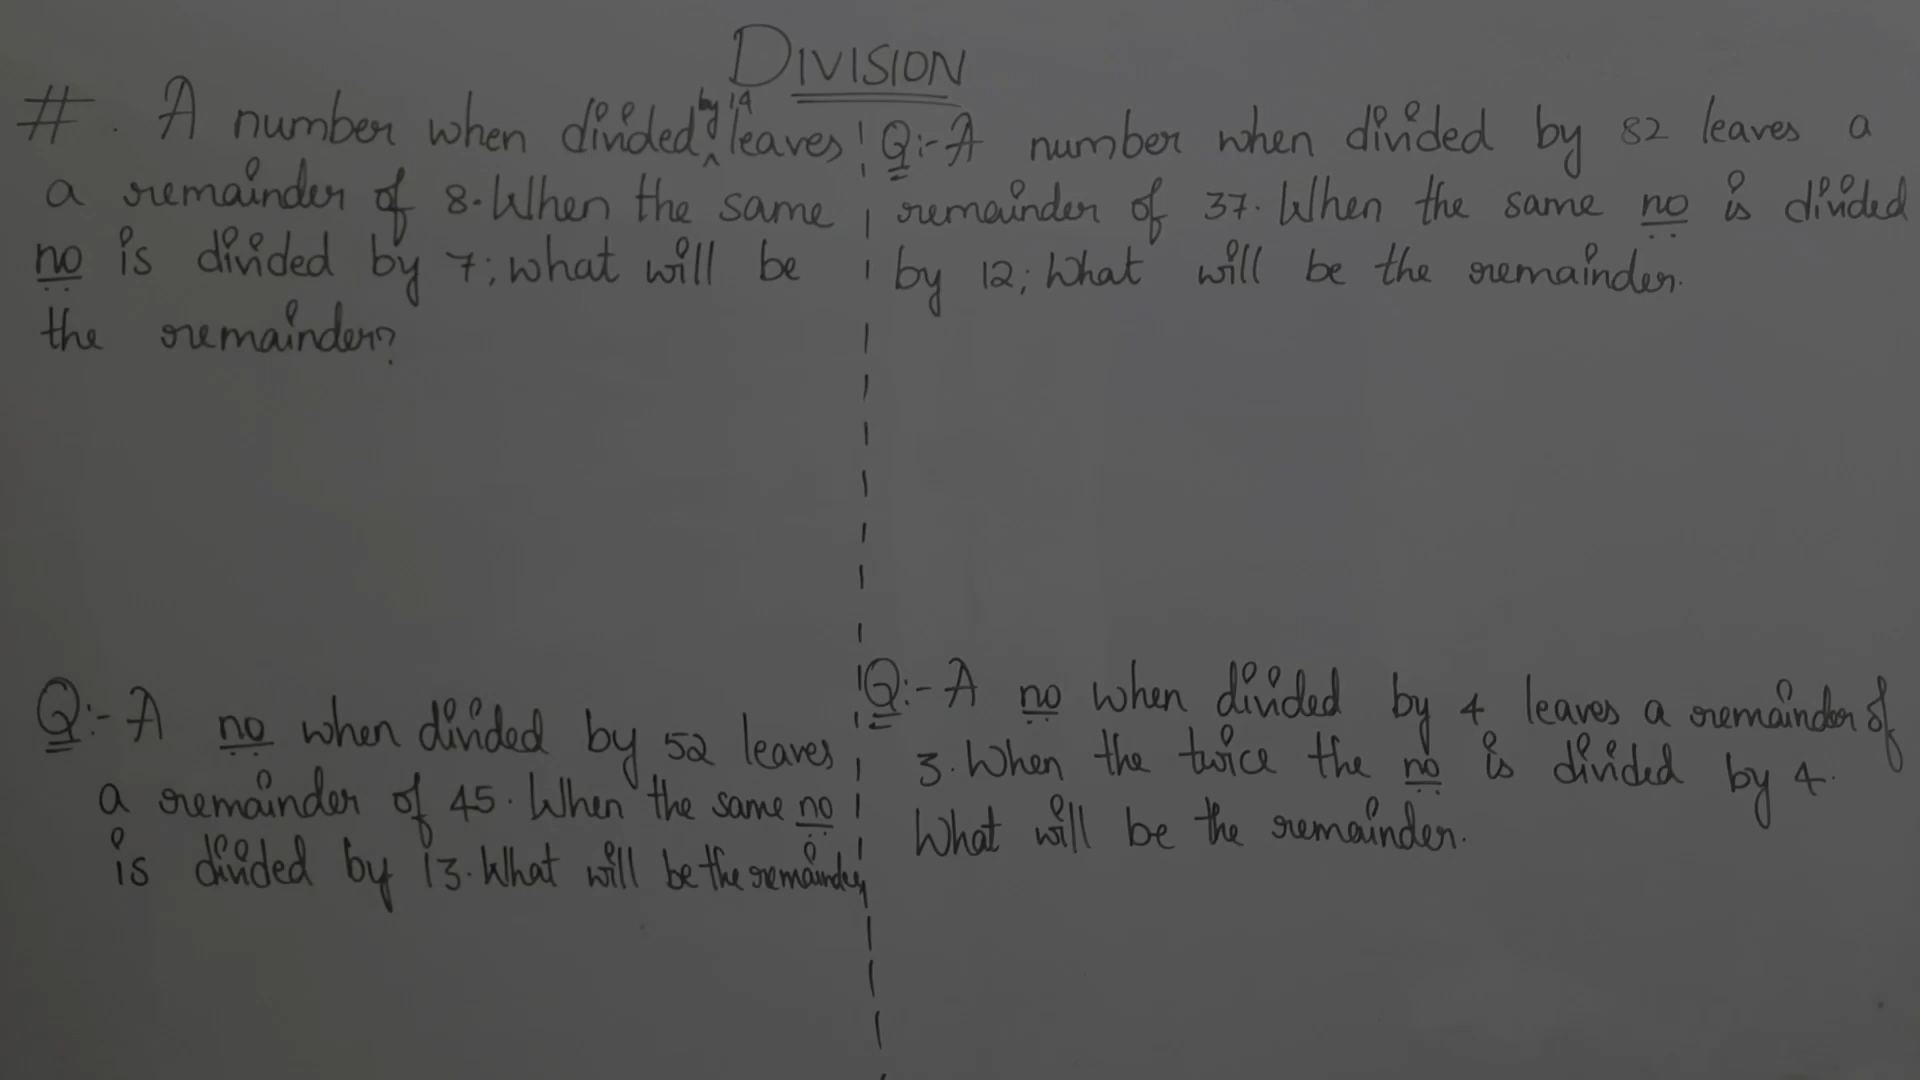 DIVISION
#. A number when divided by 14 leaves
a remainder of 8. When the same
no is divided by 7; what will be
the remainder?
Q:- A number when divided by 82 leaves a
remainder of 37. When the same no is divided
by 12; What will be the remainder.
Q:- A no when divided by 52 leaves
a remainder of 45. When the same no
is divided by 13. What will be the remainder
Q:- A no when divided by 4 leaves a remainder of
3. When the twice the no is divided by 4.
What will be the remainder.